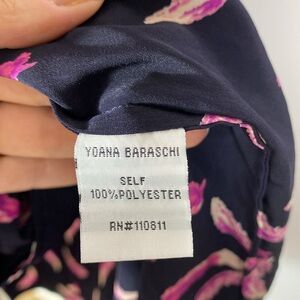 YOANA BARASCHI
SELF
100%POLYESTER
RN#110611